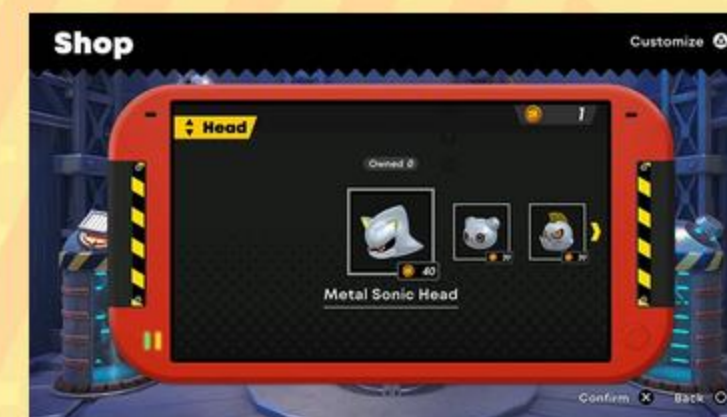 Shop
Customize
Head
1
Owned 0
40
Metal Sonic Head
Confirm
Back